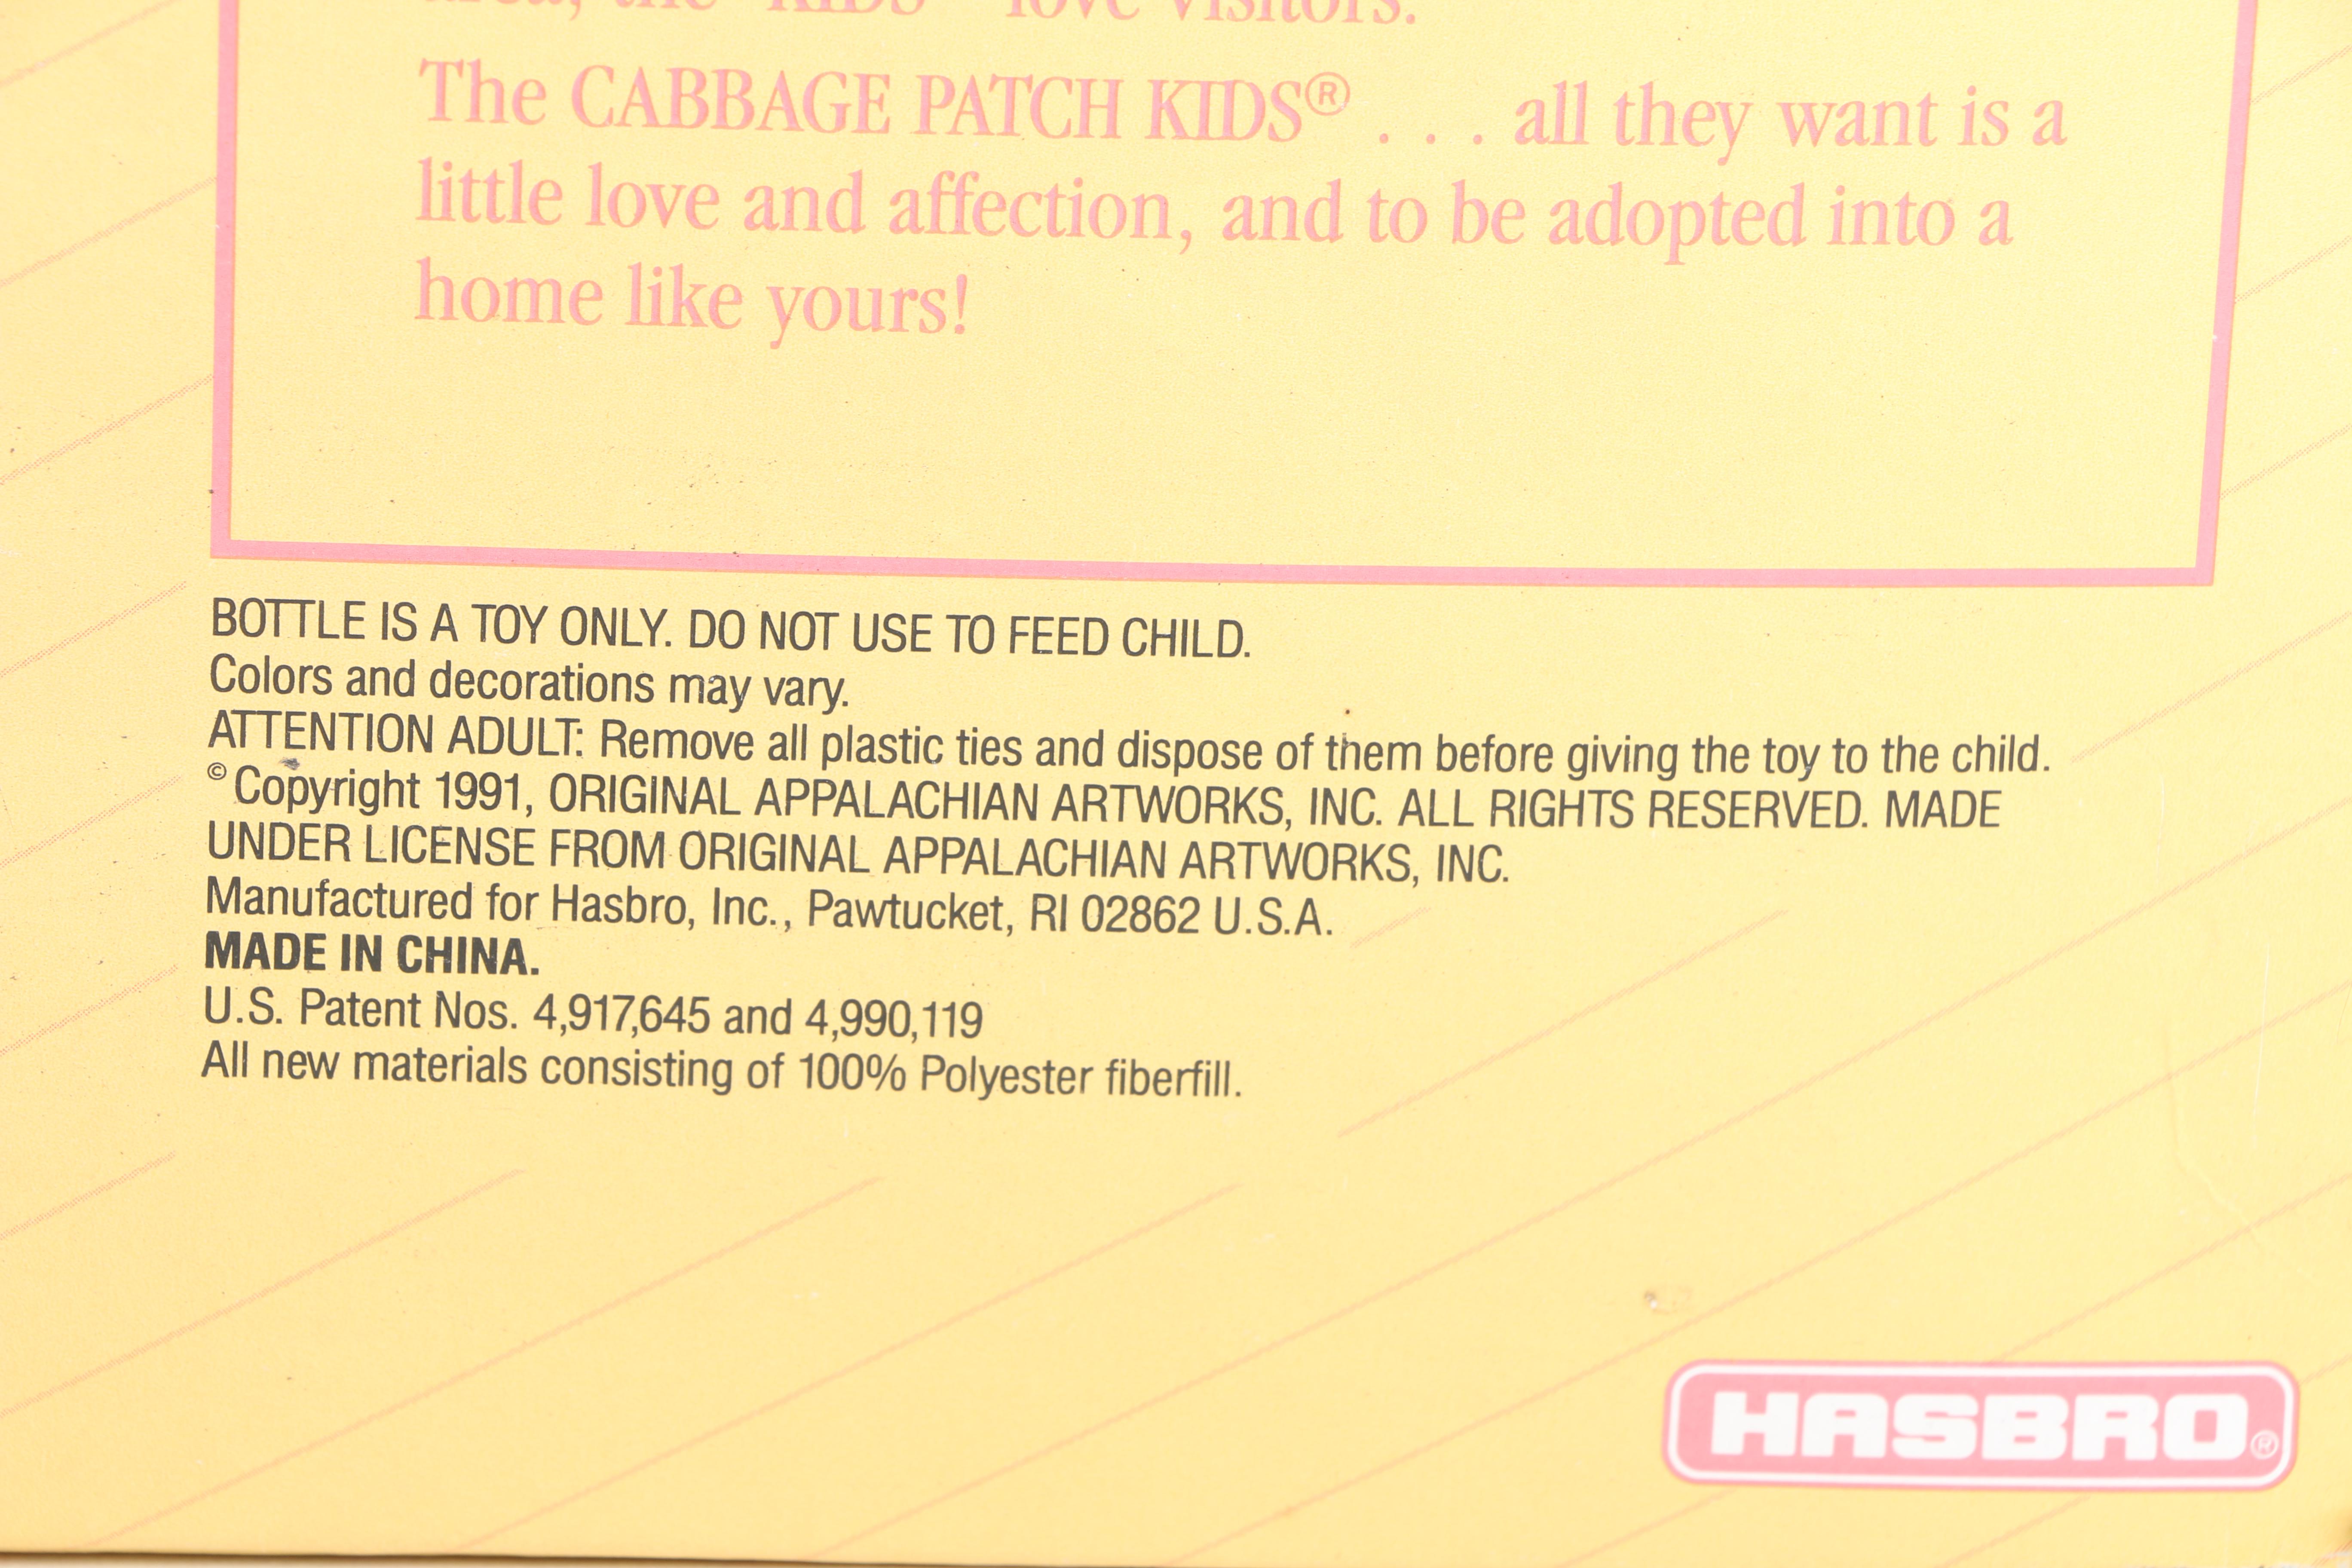 area, the "KIDS" love visitors.
The CABBAGE PATCH KIDS® . . . all they want is a
little love and affection, and to be adopted into a
home like yours!
BOTTLE IS A TOY ONLY. DO NOT USE TO FEED CHILD.
Colors and decorations may vary.
ATTENTION ADULT: Remove all plastic ties and dispose of them before giving the toy to the child.
© Copyright 1991, ORIGINAL APPALACHIAN ARTWORKS, INC. ALL RIGHTS RESERVED. MADE
UNDER LICENSE FROM ORIGINAL APPALACHIAN ARTWORKS, INC.
Manufactured for Hasbro, Inc., Pawtucket, RI 02862 U.S.A.
MADE IN CHINA.
U.S. Patent Nos. 4,917,645 and 4,990,119
All new materials consisting of 100% Polyester fiberfill.
HASBRO®